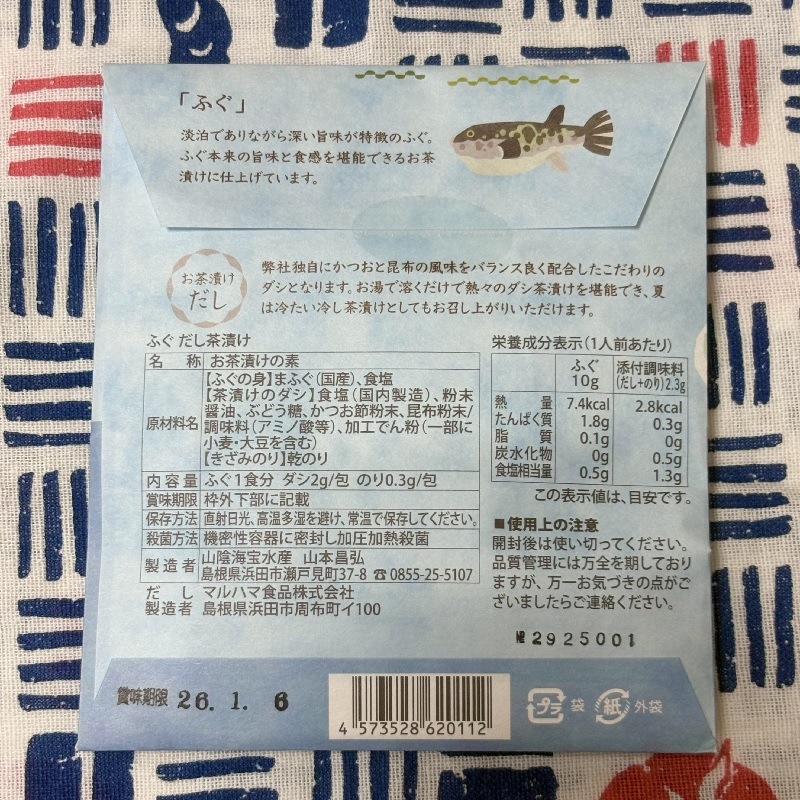 「ふぐ」
淡泊でありながら深い旨味が特徴のふぐ。
ふぐ本来の旨味と食感を堪能できるお茶
漬けに仕上げています。
お茶漬け
だし
弊社独自にかつおと昆布の風味をバランス良く配合したこだわりの
ダシとなります。お湯で溶くだけで熱々のダシ茶漬けを堪能でき、夏
は冷たい冷し茶漬けとしてもお召し上がりいただけます。
ふぐ だし茶漬け
名称 お茶漬けの素
原材料名 【ふぐの身】まふぐ(国産)、食塩
【茶漬けのダシ】食塩(国内製造)、粉末
醤油、ぶどう糖、かつお節粉末、昆布粉末/
調味料(アミノ酸等)、加工でん粉(一部に
小麦・大豆を含む)
【きざみのり】乾のり
内容量 ふぐ1食分 ダシ2g/包 のり0.3g/包
賞味期限 枠外下部に記載
保存方法 直射日光、高温多湿を避け、常温で保存してください。
殺菌方法 機密性容器に密封し加圧加熱殺菌
製造者 山陰海宝水産 山本昌弘
島根県浜田市瀬戸見町37-8 ☎0855-25-5107
だし マルハマ食品株式会社
製造者 島根県浜田市周布町イ100
栄養成分表示(1人前あたり)
ふぐ 10g 添付調味料 (だし+のり)2.3g
熱量 7.4kcal 2.8kcal
たんぱく質 1.8g 0.3g
脂質 0.1g 0g
炭水化物 0g 0.5g
食塩相当量 0.5g 1.3g
この表示値は、目安です。
■使用上の注意
開封後は使い切ってください。
品質管理には万全を期しており
ますが、万一お気づきの点がご
ざいましたらご連絡ください。
№2925001
賞味期限 26.1.6
4 573528 620112
プラ 袋 紙 外袋